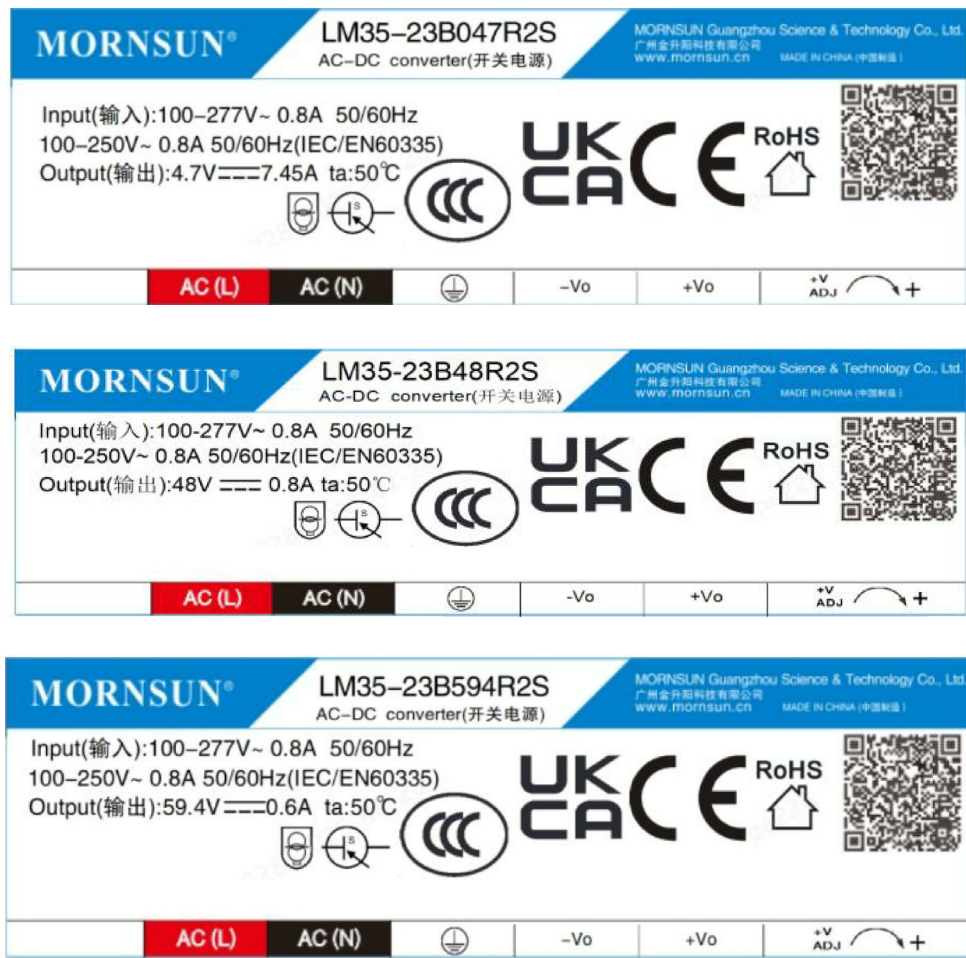 MORNSUN®
LM35–23B047R2S
AC–DC converter(开关电源)
MORNSUN Guangzhou Science & Technology Co., Ltd.
广州金升阳科技有限公司
www.mornsun.cn MADE IN CHINA (中国制造)
Input(输入):100–277V~ 0.8A 50/60Hz
100–250V~ 0.8A 50/60Hz(IEC/EN60335)
Output(输出):4.7V⎓7.45A ta:50℃
S
CCC
UK
CA
CE
RoHS
AC (L) AC (N) –Vo +Vo +V ADJ +
MORNSUN®
LM35-23B48R2S
AC-DC converter(开关电源)
MORNSUN Guangzhou Science & Technology Co., Ltd.
广州金升阳科技有限公司
www.mornsun.cn MADE IN CHINA (中国制造)
Input(输入):100-277V~ 0.8A 50/60Hz
100-250V~ 0.8A 50/60Hz(IEC/EN60335)
Output(输出):48V ⎓ 0.8A ta:50℃
S
CCC
UK
CA
CE
RoHS
AC (L) AC (N) -Vo +Vo +V ADJ +
MORNSUN®
LM35–23B594R2S
AC–DC converter(开关电源)
MORNSUN Guangzhou Science & Technology Co., Ltd.
广州金升阳科技有限公司
www.mornsun.cn MADE IN CHINA (中国制造)
Input(输入):100–277V~ 0.8A 50/60Hz
100–250V~ 0.8A 50/60Hz(IEC/EN60335)
Output(输出):59.4V⎓0.6A ta:50℃
S
CCC
UK
CA
CE
RoHS
AC (L) AC (N) –Vo +Vo +V ADJ +